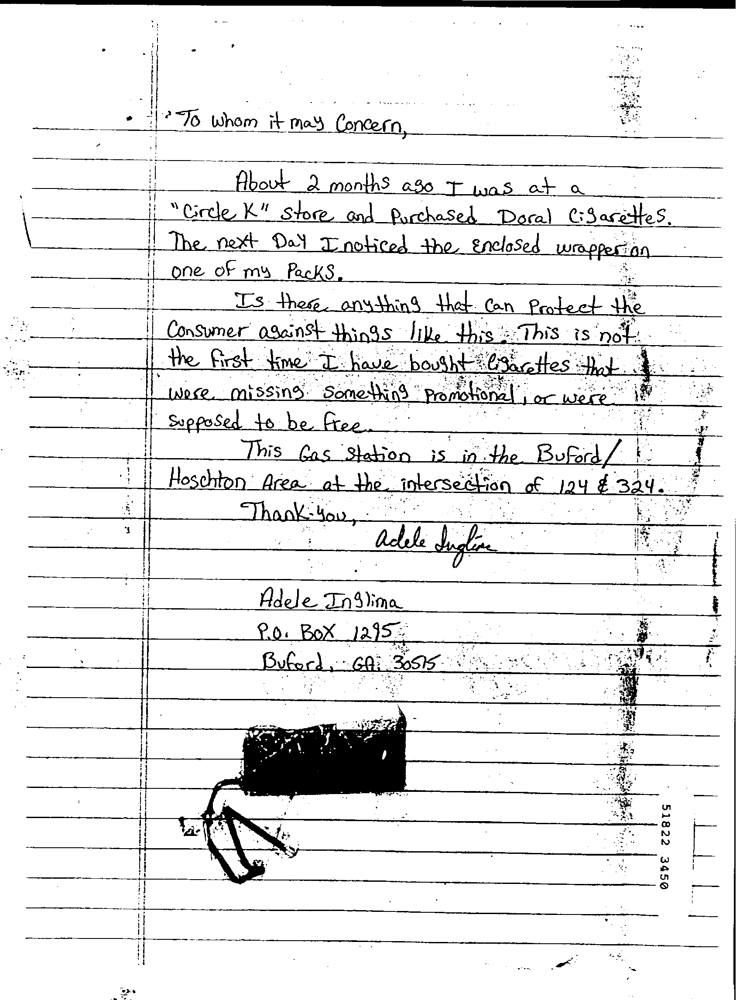 To whom it may Concern,
About 2 months ago I was at a
"Circle K" store and Purchased Doral Cigarettes.
The next Day I noticed the enclosed wrapper on
one of my Packs.
Is there anything that can Protect the
Consumer against things like this. This is not
the first time I have bought Cigarettes that
were missing something promotional, or were
supposed to be free.
This Gas Station is in the Buford/
Hoschton Area at the intersection of 124 & 324.
Thank-you,
Adele Inglima
Adele Inglima
P.O. Box 1295
Buford, GA. 30515
51822 3450